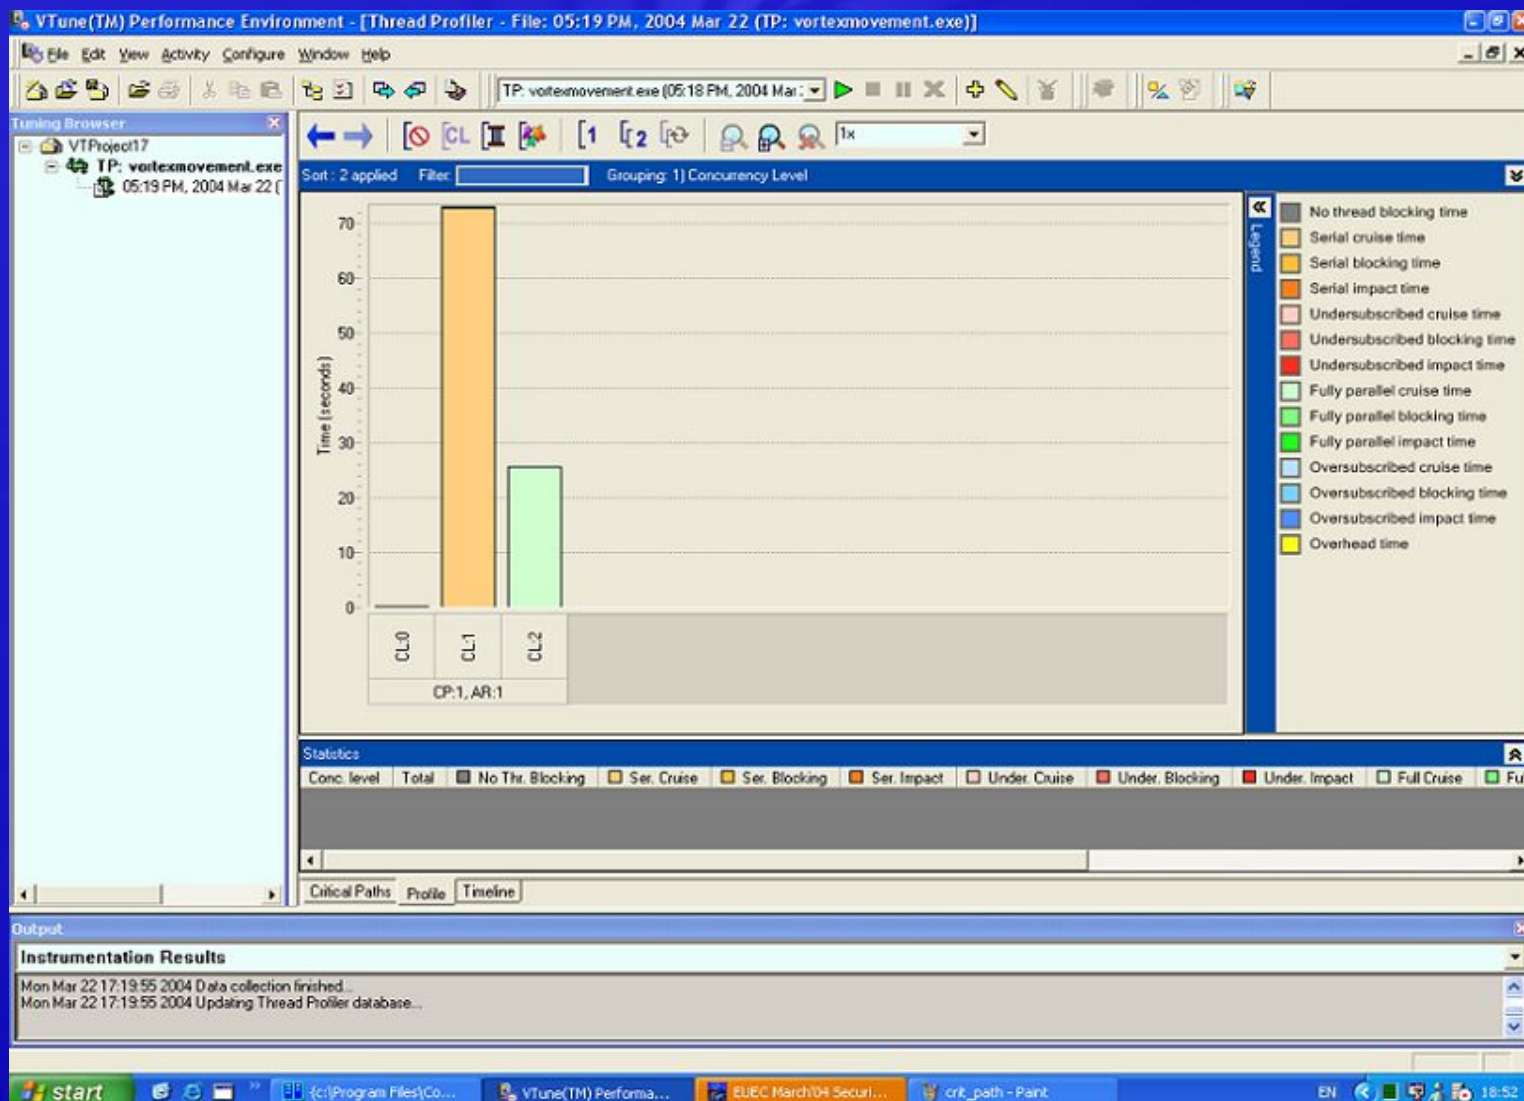 VTune(TM) Performance Environment - [Thread Profiler - File: 05:19 PM, 2004 Mar 22 (TP: vortexmovement.exe)]
File Edit View Activity Configure Window Help
TP: vortexmovement.exe (05:18 PM, 2004 Mar
Tuning Browser
VTProject17
TP: vortexmovement.exe
05:19 PM, 2004 Mar 22 (
CL 1 2 1x
Sort : 2 applied Filter: Grouping: 1) Concurrency Level
Time (seconds)
70
60
50
40
30
20
10
0
CL:0 CL:1 CL:2
CP:1, AR:1
Legend
No thread blocking time
Serial cruise time
Serial blocking time
Serial impact time
Undersubscribed cruise time
Undersubscribed blocking time
Undersubscribed impact time
Fully parallel cruise time
Fully parallel blocking time
Fully parallel impact time
Oversubscribed cruise time
Oversubscribed blocking time
Oversubscribed impact time
Overhead time
Statistics
Conc. level Total No Thr. Blocking Ser. Cruise Ser. Blocking Ser. Impact Under. Cruise Under. Blocking Under. Impact Full Cruise Fu
Critical Paths Profile Timeline
Output
Instrumentation Results
Mon Mar 22 17:19:55 2004 Data collection finished...
Mon Mar 22 17:19:55 2004 Updating Thread Profiler database...
start {c:\Program Files\Co... VTune(TM) Performa... EUEC March'04 Securi... crit_path - Paint EN 18:52